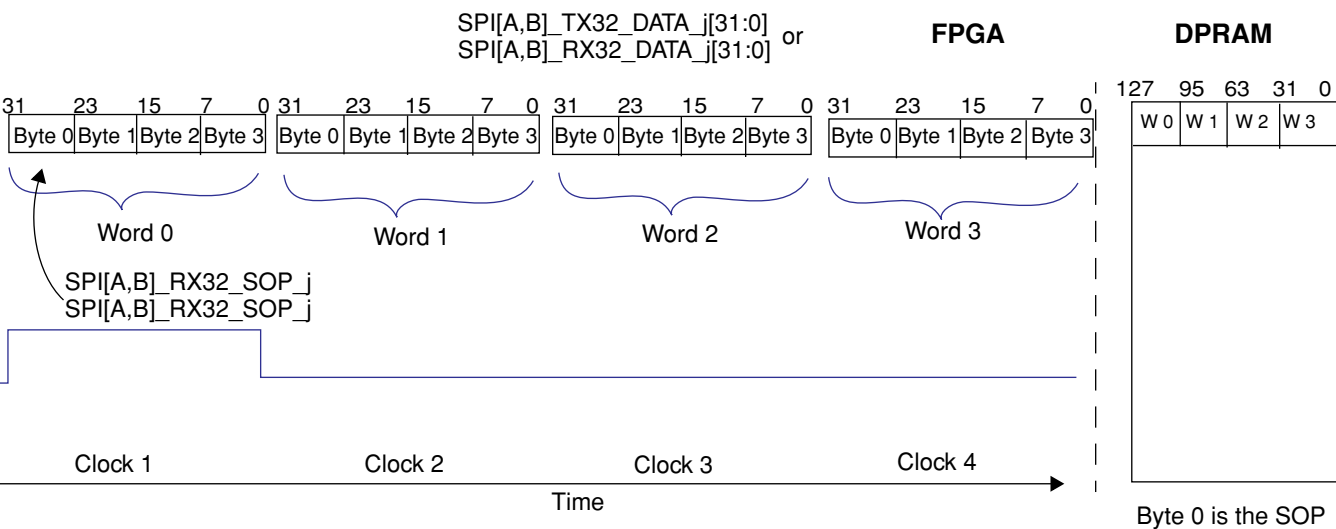 SPI[A,B]_TX32_DATA_j[31:0] or
SPI[A,B]_RX32_DATA_j[31:0]
FPGA
DPRAM
31 23 15 7 0 31 23 15 7 0 31 23 15 7 0 31 23 15 7 0
127 95 63 31 0
Byte 0 Byte 1 Byte 2 Byte 3 Byte 0 Byte 1 Byte 2 Byte 3 Byte 0 Byte 1 Byte 2 Byte 3 Byte 0 Byte 1 Byte 2 Byte 3
W 0 W 1 W 2 W 3
Word 0 Word 1 Word 2 Word 3
SPI[A,B]_RX32_SOP_j
SPI[A,B]_RX32_SOP_j
Clock 1 Clock 2 Clock 3 Clock 4
Time
Byte 0 is the SOP